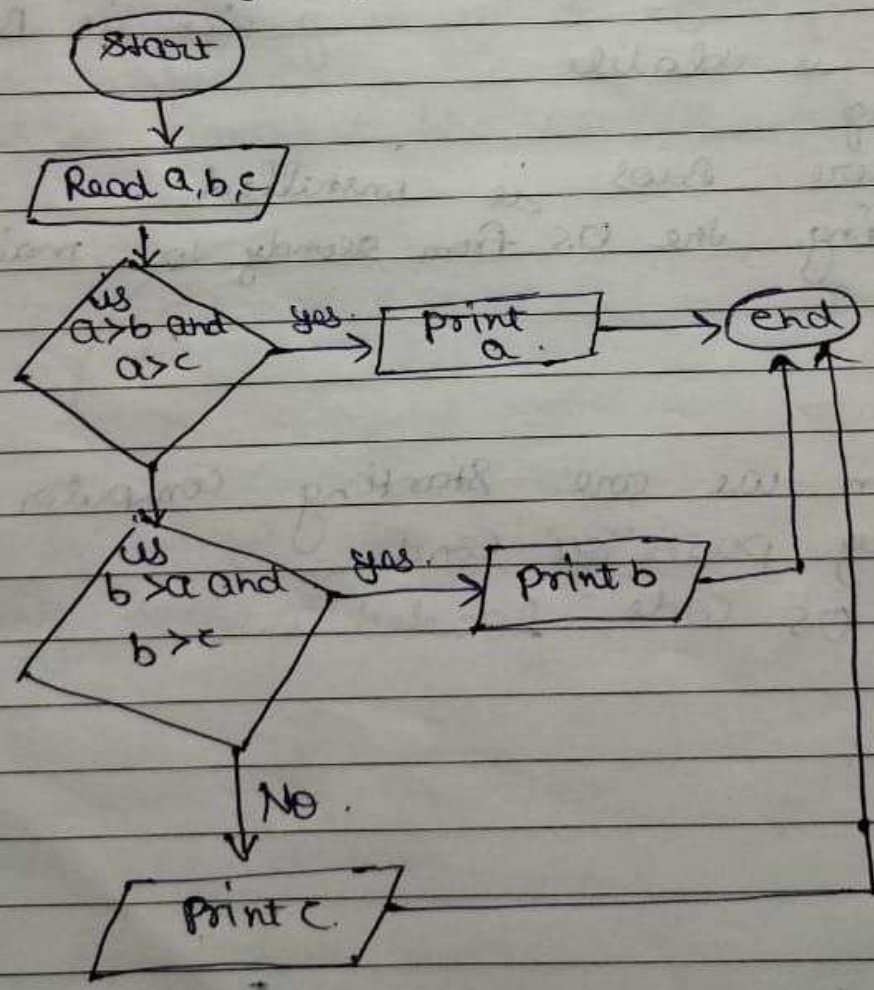 Start
Read a, b, c
is
a>b and
a>c
yes.
print
a.
end
is
b>a and
b>c
yes.
print b
No.
print c.